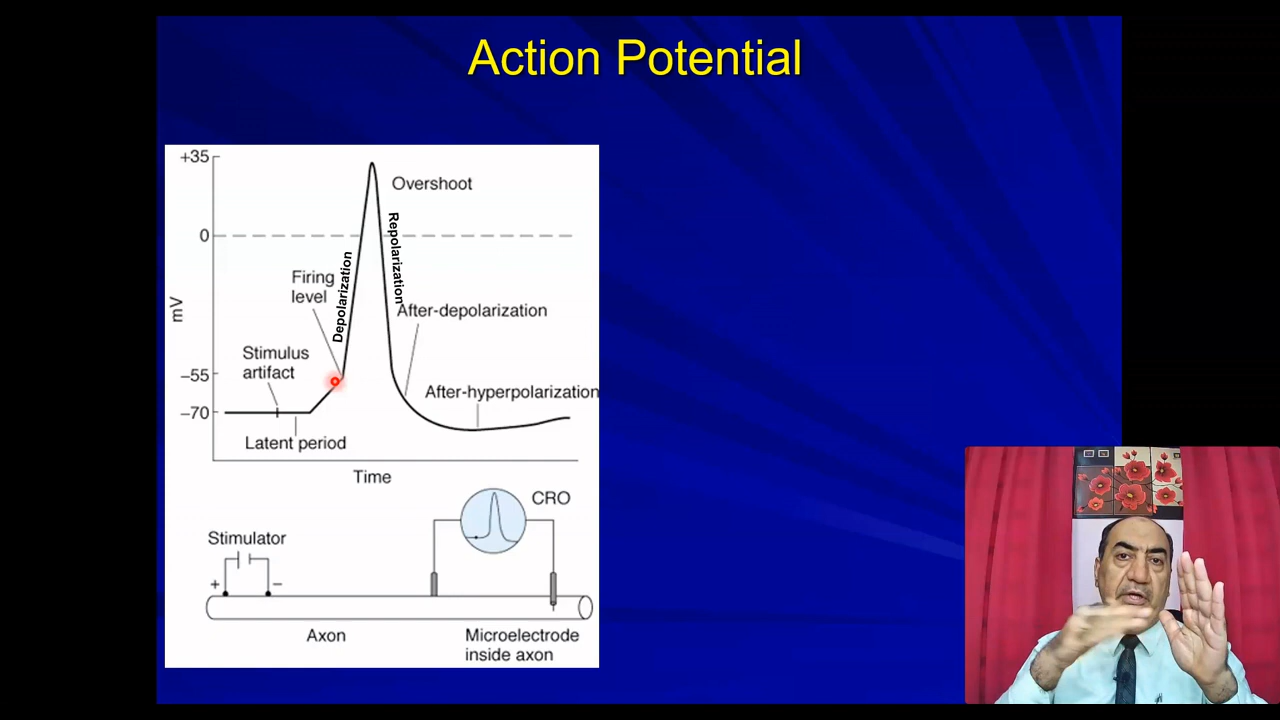 Action Potential
+35
Overshoot
Repolarization
0
Depolarization
Firing
level
mV
After-depolarization
Stimulus
artifact
−55
After-hyperpolarization
−70
Latent period
Time
CRO
Stimulator
+
−
Axon
Microelectrode
inside axon